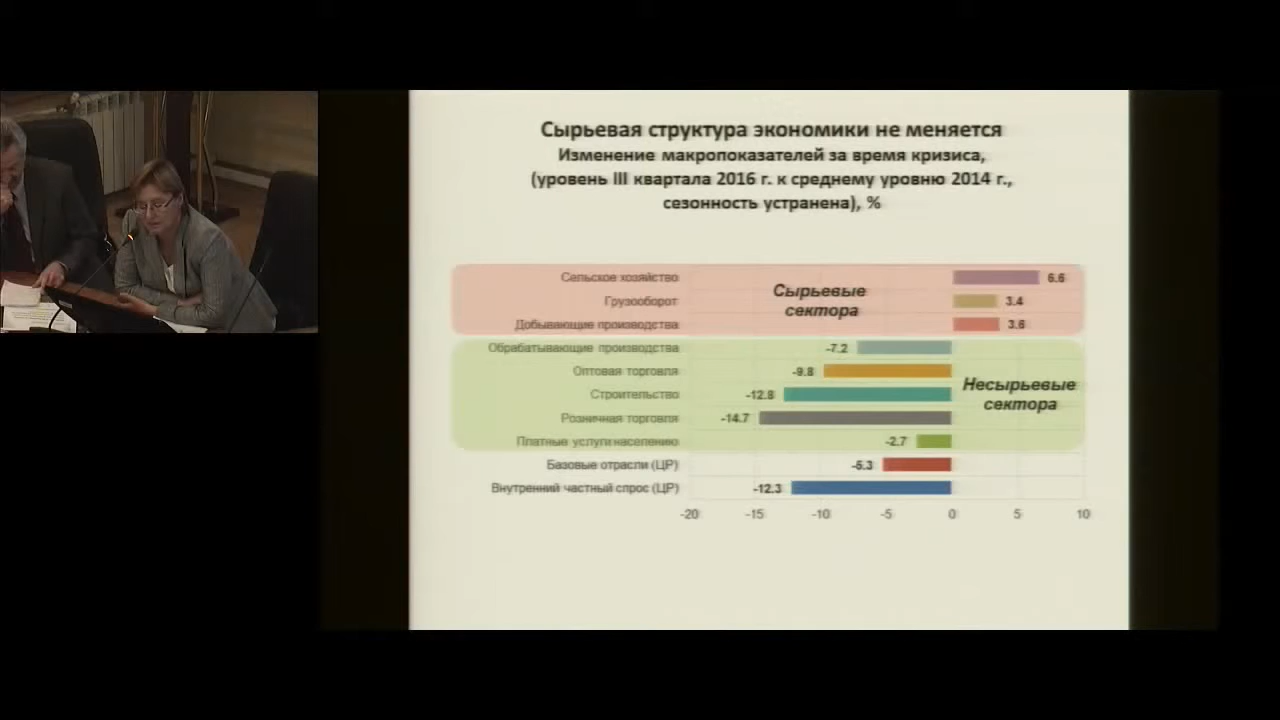 Сырьевая структура экономики не меняется
Изменение макропоказателей за время кризиса,
(уровень III квартала 2016 г. к среднему уровню 2014 г.,
сезонность устранена), %
Сельское хозяйство 6.6
Грузооборот 3.4
Добывающие производства 3.6
Сырьевые
сектора
Обрабатывающие производства -7.2
Оптовая торговля -9.8
Строительство -12.8
Розничная торговля -14.7
Платные услуги населению -2.7
Несырьевые
сектора
Базовые отрасли (ЦР) -5.3
Внутренний частный спрос (ЦР) -12.3
-20 -15 -10 -5 0 5 10